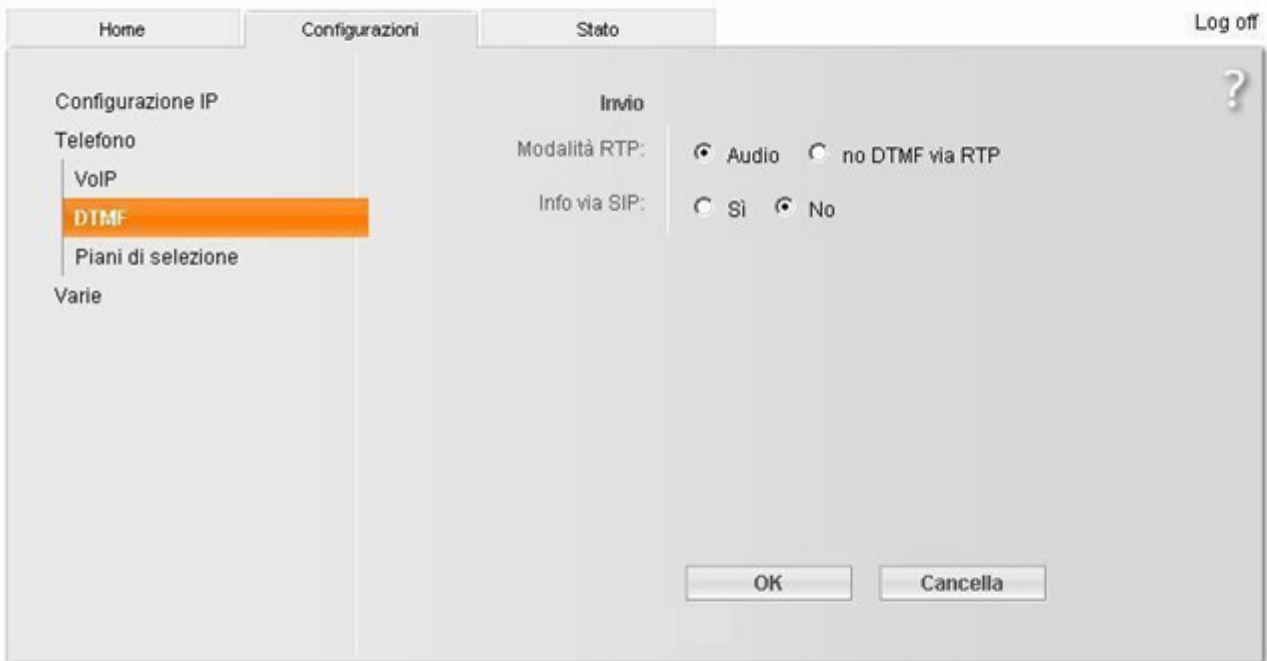 Home Configurazioni Stato Log off
?
Configurazione IP
Telefono
VoIP
DTMF
Piani di selezione
Varie
Invio
Modalità RTP: Audio no DTMF via RTP
Info via SIP: Sì No
OK Cancella